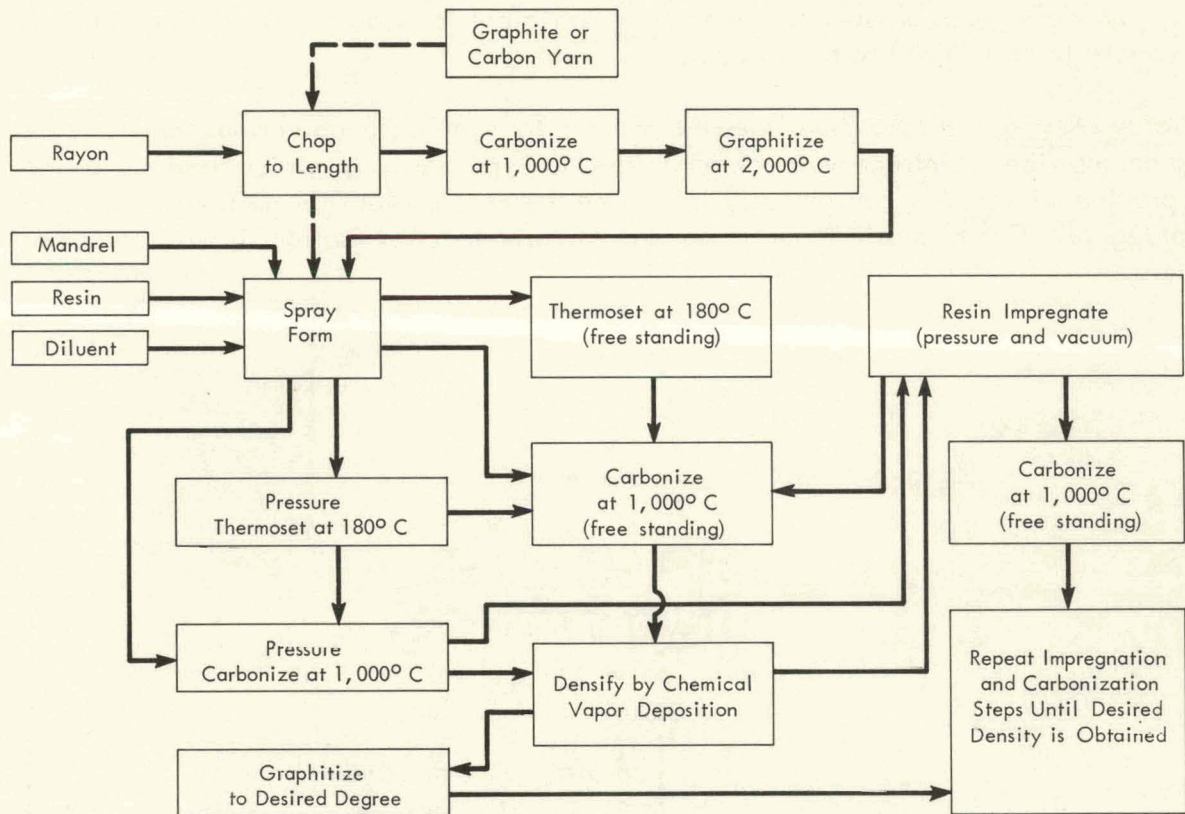 Graphite or
Carbon Yarn
Rayon
Chop
to Length
Carbonize
at 1,000° C
Graphitize
at 2,000° C
Mandrel
Resin
Diluent
Spray
Form
Thermoset at 180° C
(free standing)
Resin Impregnate
(pressure and vacuum)
Pressure
Thermoset at 180° C
Carbonize
at 1,000° C
(free standing)
Carbonize
at 1,000° C
(free standing)
Pressure
Carbonize at 1,000° C
Densify by Chemical
Vapor Deposition
Repeat Impregnation
and Carbonization
Steps Until Desired
Density is Obtained
Graphitize
to Desired Degree